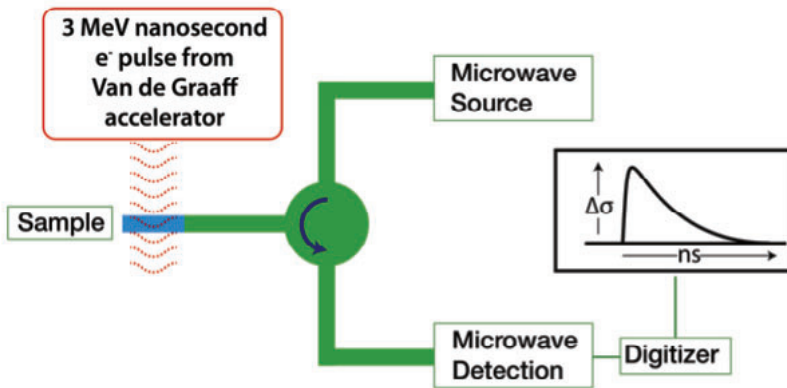 3 MeV nanosecond
e⁻ pulse from
Van de Graaff
accelerator
Microwave
Source
Sample
Δσ
ns
Microwave
Detection
Digitizer